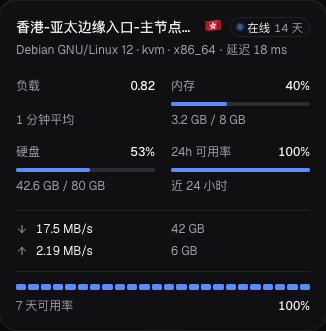 香港-亚太边缘入口-主节点... 在线 14 天
Debian GNU/Linux 12 · kvm · x86_64 · 延迟 18 ms
负载 0.82 内存 40%
1 分钟平均 3.2 GB / 8 GB
硬盘 53% 24h 可用率 100%
42.6 GB / 80 GB 近 24 小时
↓ 17.5 MB/s 42 GB
↑ 2.19 MB/s 6 GB
7 天可用率 100%